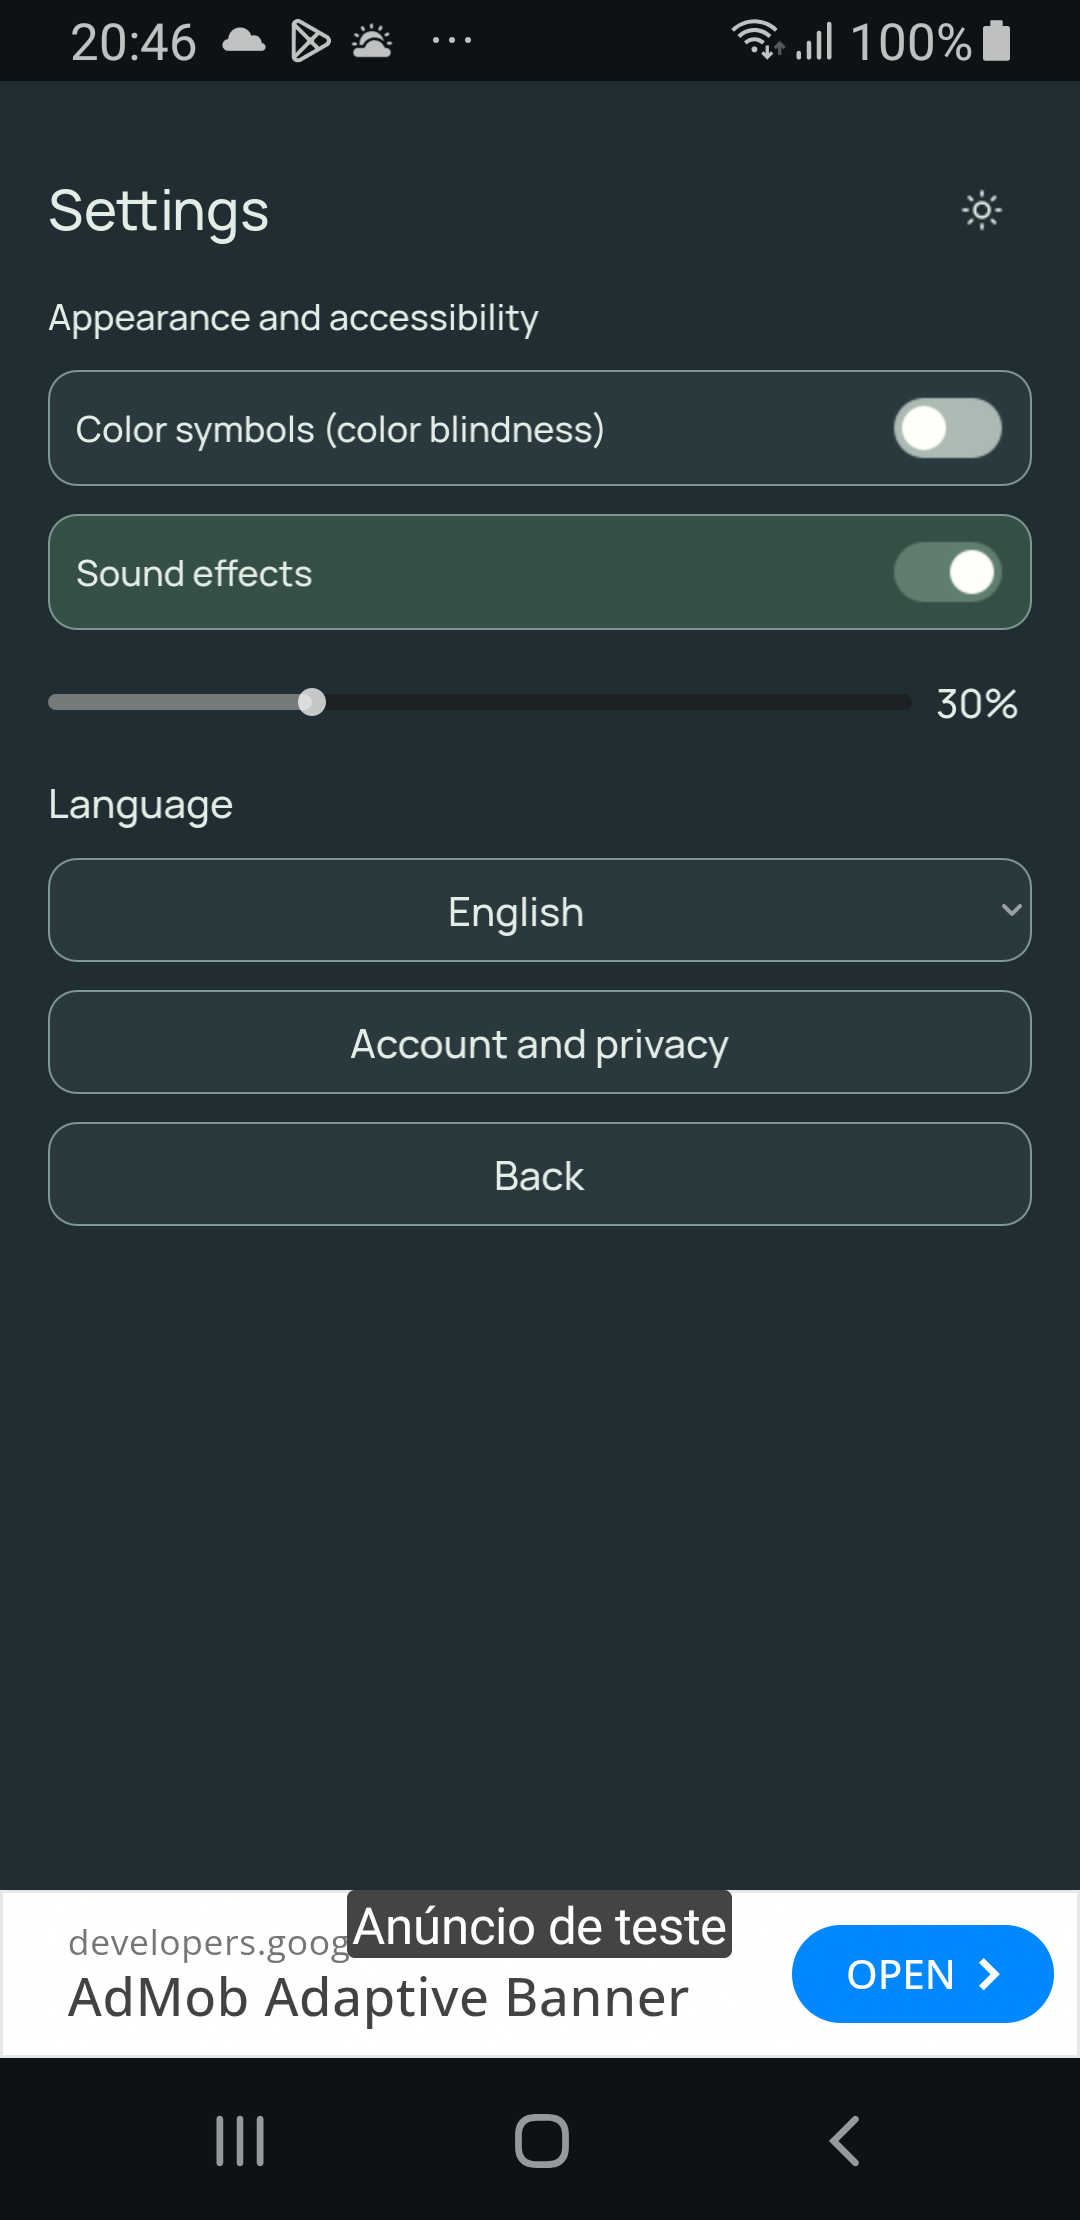 20:46 100%
Settings
Appearance and accessibility
Color symbols (color blindness)
Sound effects
30%
Language
English
Account and privacy
Back
Anúncio de teste
developers.goog
AdMob Adaptive Banner
OPEN